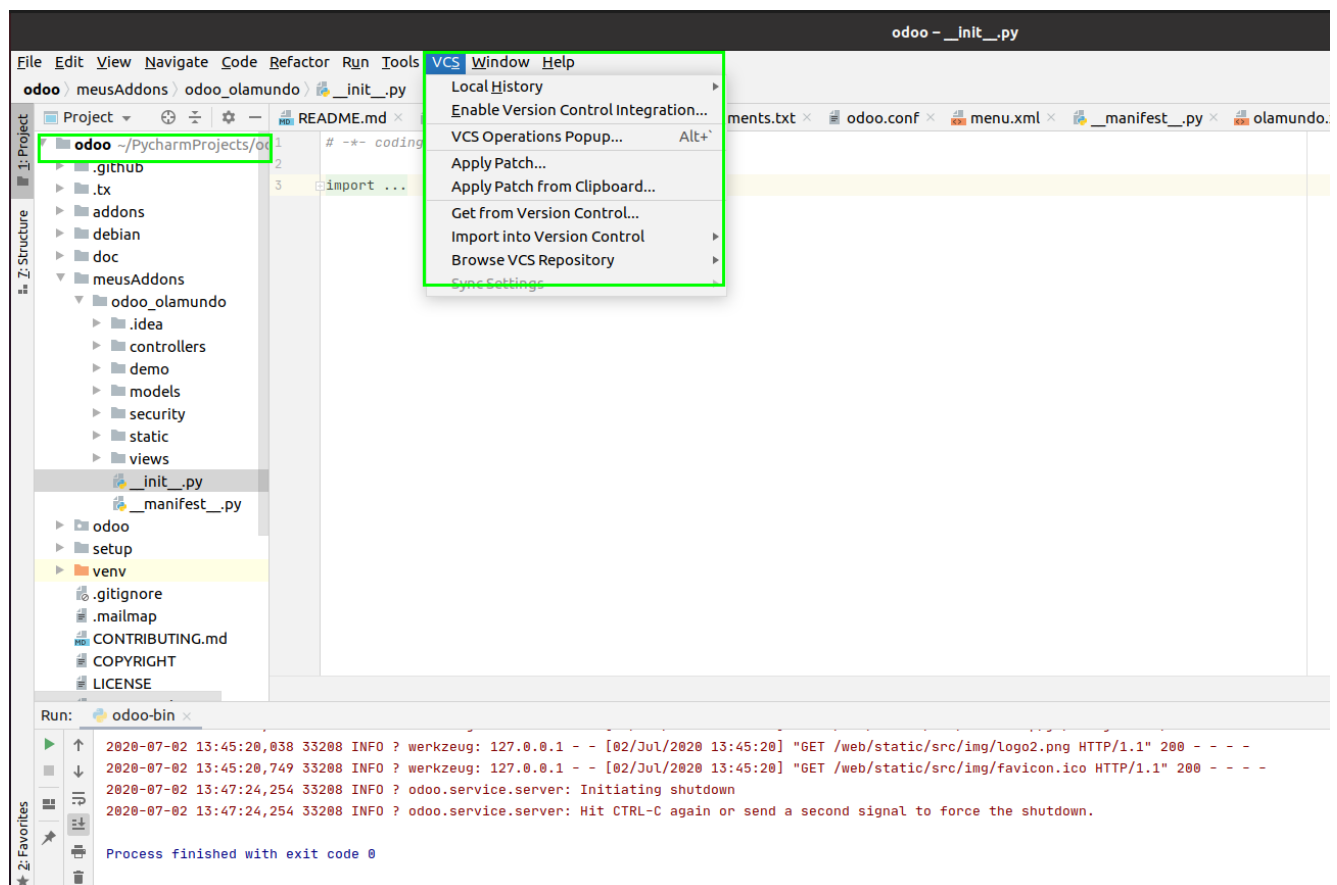 odoo – __init__.py
File Edit View Navigate Code Refactor Run Tools VCS Window Help
odoo meusAddons odoo_olamundo __init__.py
Local History
Enable Version Control Integration...
VCS Operations Popup... Alt+`
Apply Patch...
Apply Patch from Clipboard...
Get from Version Control...
Import into Version Control
Browse VCS Repository
Sync Settings
Project README.md ments.txt odoo.conf menu.xml __manifest__.py olamundo.
1: Project
Z: Structure
2: Favorites
odoo ~/PycharmProjects/od
.github
.tx
addons
debian
doc
meusAddons
odoo_olamundo
.idea
controllers
demo
models
security
static
views
__init__.py
__manifest__.py
odoo
setup
venv
.gitignore
.mailmap
CONTRIBUTING.md
COPYRIGHT
LICENSE
1 # -*- coding
2
3 import ...
Run: odoo-bin
2020-07-02 13:45:20,038 33208 INFO ? werkzeug: 127.0.0.1 - - [02/Jul/2020 13:45:20] "GET /web/static/src/img/logo2.png HTTP/1.1" 200 - - - -
2020-07-02 13:45:20,749 33208 INFO ? werkzeug: 127.0.0.1 - - [02/Jul/2020 13:45:20] "GET /web/static/src/img/favicon.ico HTTP/1.1" 200 - - - -
2020-07-02 13:47:24,254 33208 INFO ? odoo.service.server: Initiating shutdown
2020-07-02 13:47:24,254 33208 INFO ? odoo.service.server: Hit CTRL-C again or send a second signal to force the shutdown.
Process finished with exit code 0